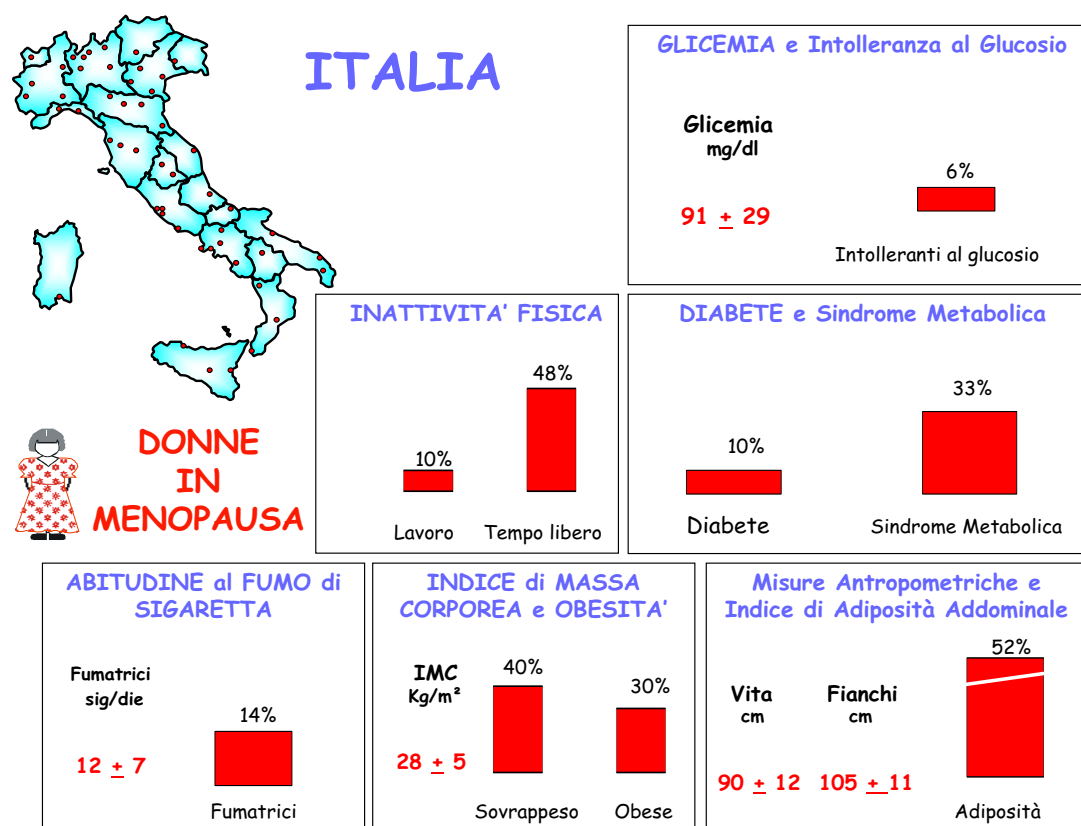 ITALIA
DONNE
IN
MENOPAUSA
GLICEMIA e Intolleranza al Glucosio
Glicemia
mg/dl
91 ± 29
6%
Intolleranti al glucosio
INATTIVITA’ FISICA
10%
48%
Lavoro
Tempo libero
DIABETE e Sindrome Metabolica
10%
33%
Diabete
Sindrome Metabolica
ABITUDINE al FUMO di
SIGARETTA
Fumatrici
sig/die
12 ± 7
14%
Fumatrici
INDICE di MASSA
CORPOREA e OBESITA’
IMC
Kg/m²
28 ± 5
40%
30%
Sovrappeso
Obese
Misure Antropometriche e
Indice di Adiposità Addominale
Vita
cm
90 ± 12
Fianchi
cm
105 ± 11
52%
Adiposità